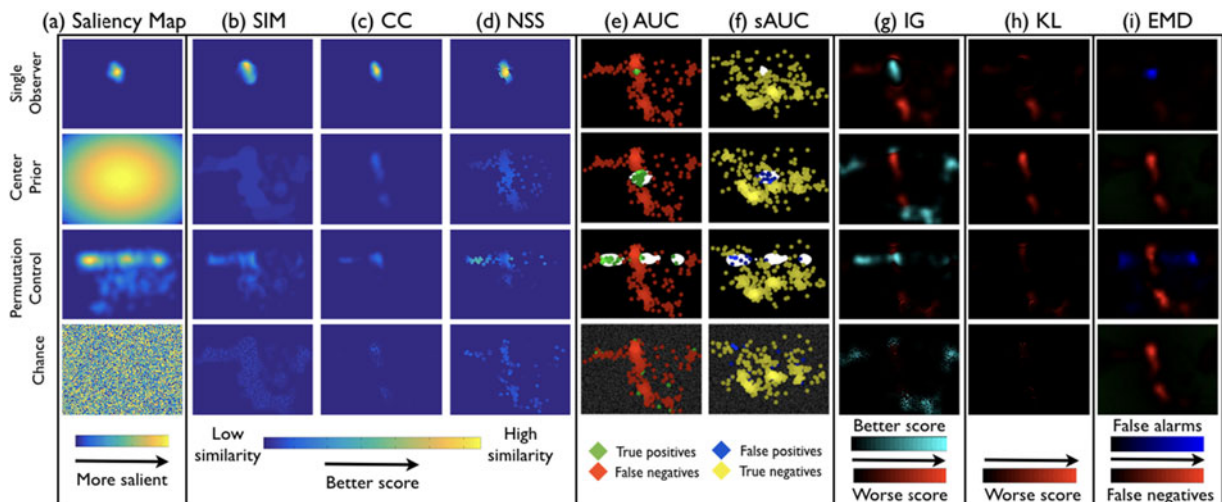 (a) Saliency Map (b) SIM (c) CC (d) NSS (e) AUC (f) sAUC (g) IG (h) KL (i) EMD
Single
Observer
Center
Prior
Permutation
Control
Chance
More salient
Low
similarity
High
similarity
Better score
True positives
False negatives
False positives
True negatives
Better score
Worse score
Worse score
False alarms
False negatives